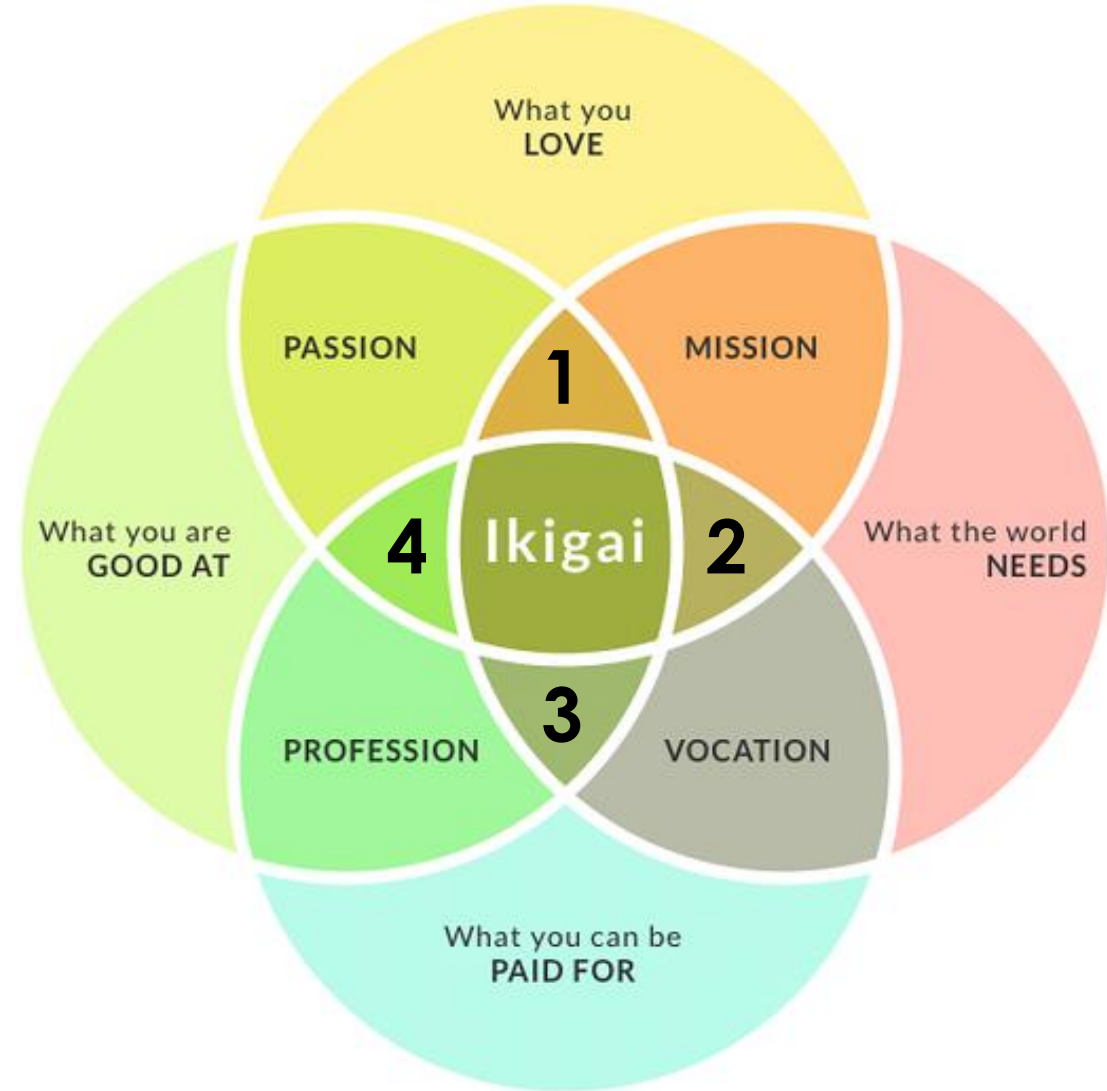 What you
LOVE
PASSION
MISSION
1
What you are
GOOD AT
4
Ikigai
2
What the world
NEEDS
3
PROFESSION
VOCATION
What you can be
PAID FOR